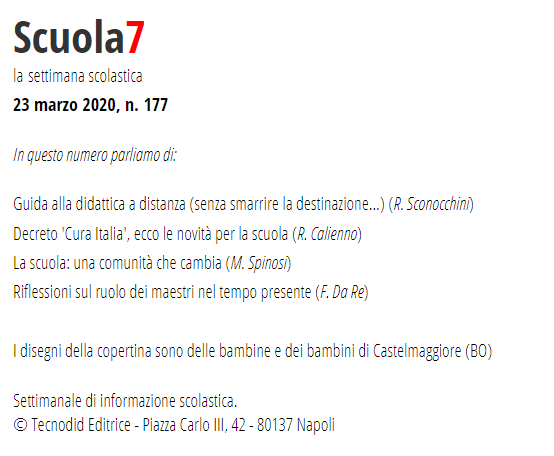 Scuola7
la settimana scolastica
23 marzo 2020, n. 177
In questo numero parliamo di:
Guida alla didattica a distanza (senza smarrire la destinazione...) (R. Sconocchini)
Decreto 'Cura Italia', ecco le novità per la scuola (R. Calienno)
La scuola: una comunità che cambia (M. Spinosi)
Riflessioni sul ruolo dei maestri nel tempo presente (F. Da Re)
I disegni della copertina sono delle bambine e dei bambini di Castelmaggiore (BO)
Settimanale di informazione scolastica.
© Tecnodid Editrice - Piazza Carlo III, 42 - 80137 Napoli